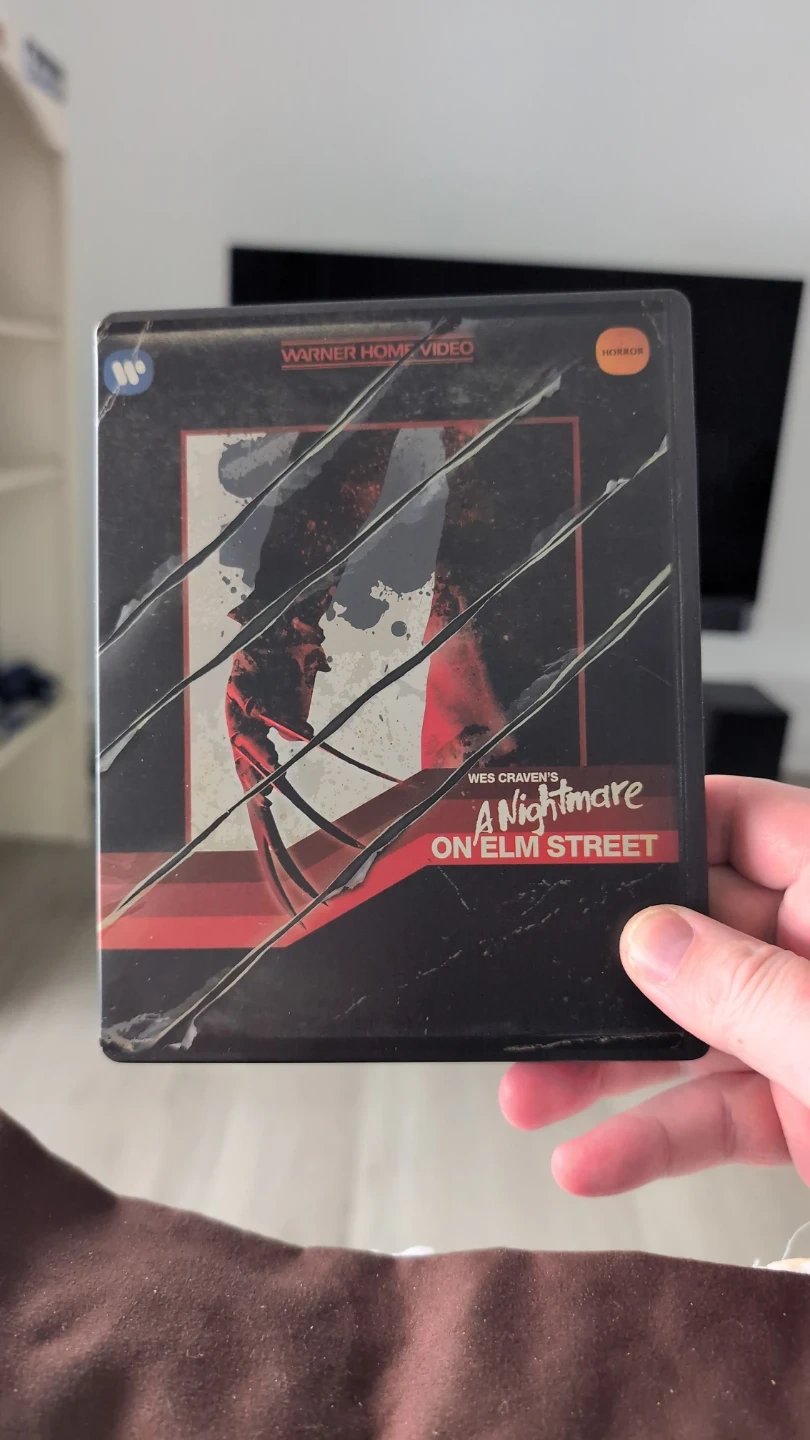 WARNER HOME VIDEO
HORROR
WES CRAVEN'S
A Nightmare
ON ELM STREET